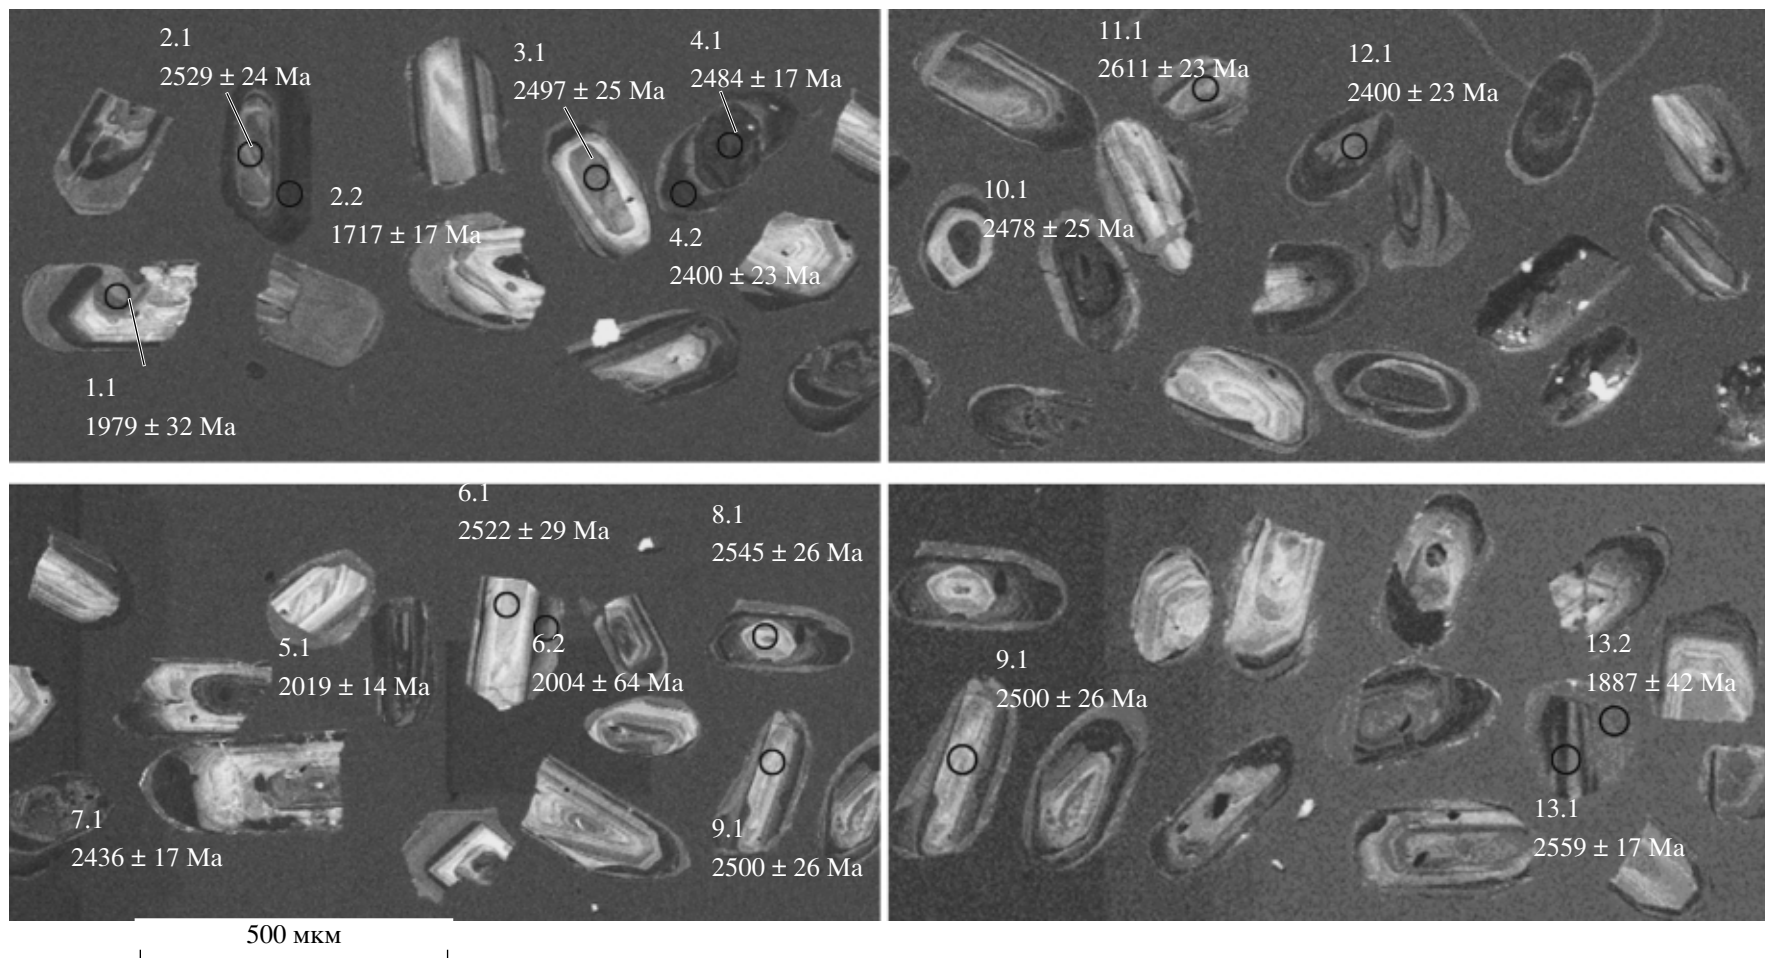 2.1
2529 ± 24 Ma
3.1
2497 ± 25 Ma
4.1
2484 ± 17 Ma
2.2
1717 ± 17 Ma
4.2
2400 ± 23 Ma
1.1
1979 ± 32 Ma
11.1
2611 ± 23 Ma
12.1
2400 ± 23 Ma
10.1
2478 ± 25 Ma
6.1
2522 ± 29 Ma
8.1
2545 ± 26 Ma
5.1
2019 ± 14 Ma
6.2
2004 ± 64 Ma
7.1
2436 ± 17 Ma
9.1
2500 ± 26 Ma
9.1
2500 ± 26 Ma
13.2
1887 ± 42 Ma
13.1
2559 ± 17 Ma
500 мкм